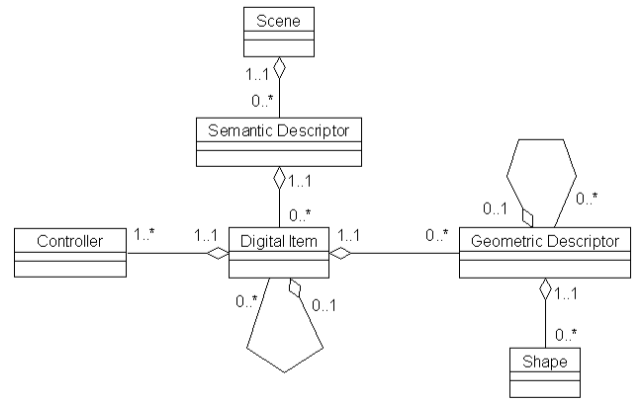 Scene
1..1
0..*
Semantic Descriptor
1..1
0..*
0..1
0..*
Controller
1..*
1..1
Digital Item
1..1
0..*
Geometric Descriptor
0..*
0..1
1..1
0..*
Shape